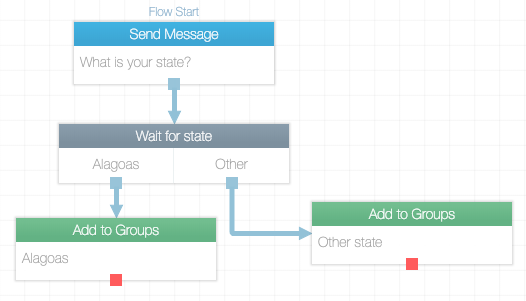 Flow Start
Send Message
What is your state?
Wait for state
Alagoas
Other
Add to Groups
Alagoas
Add to Groups
Other state